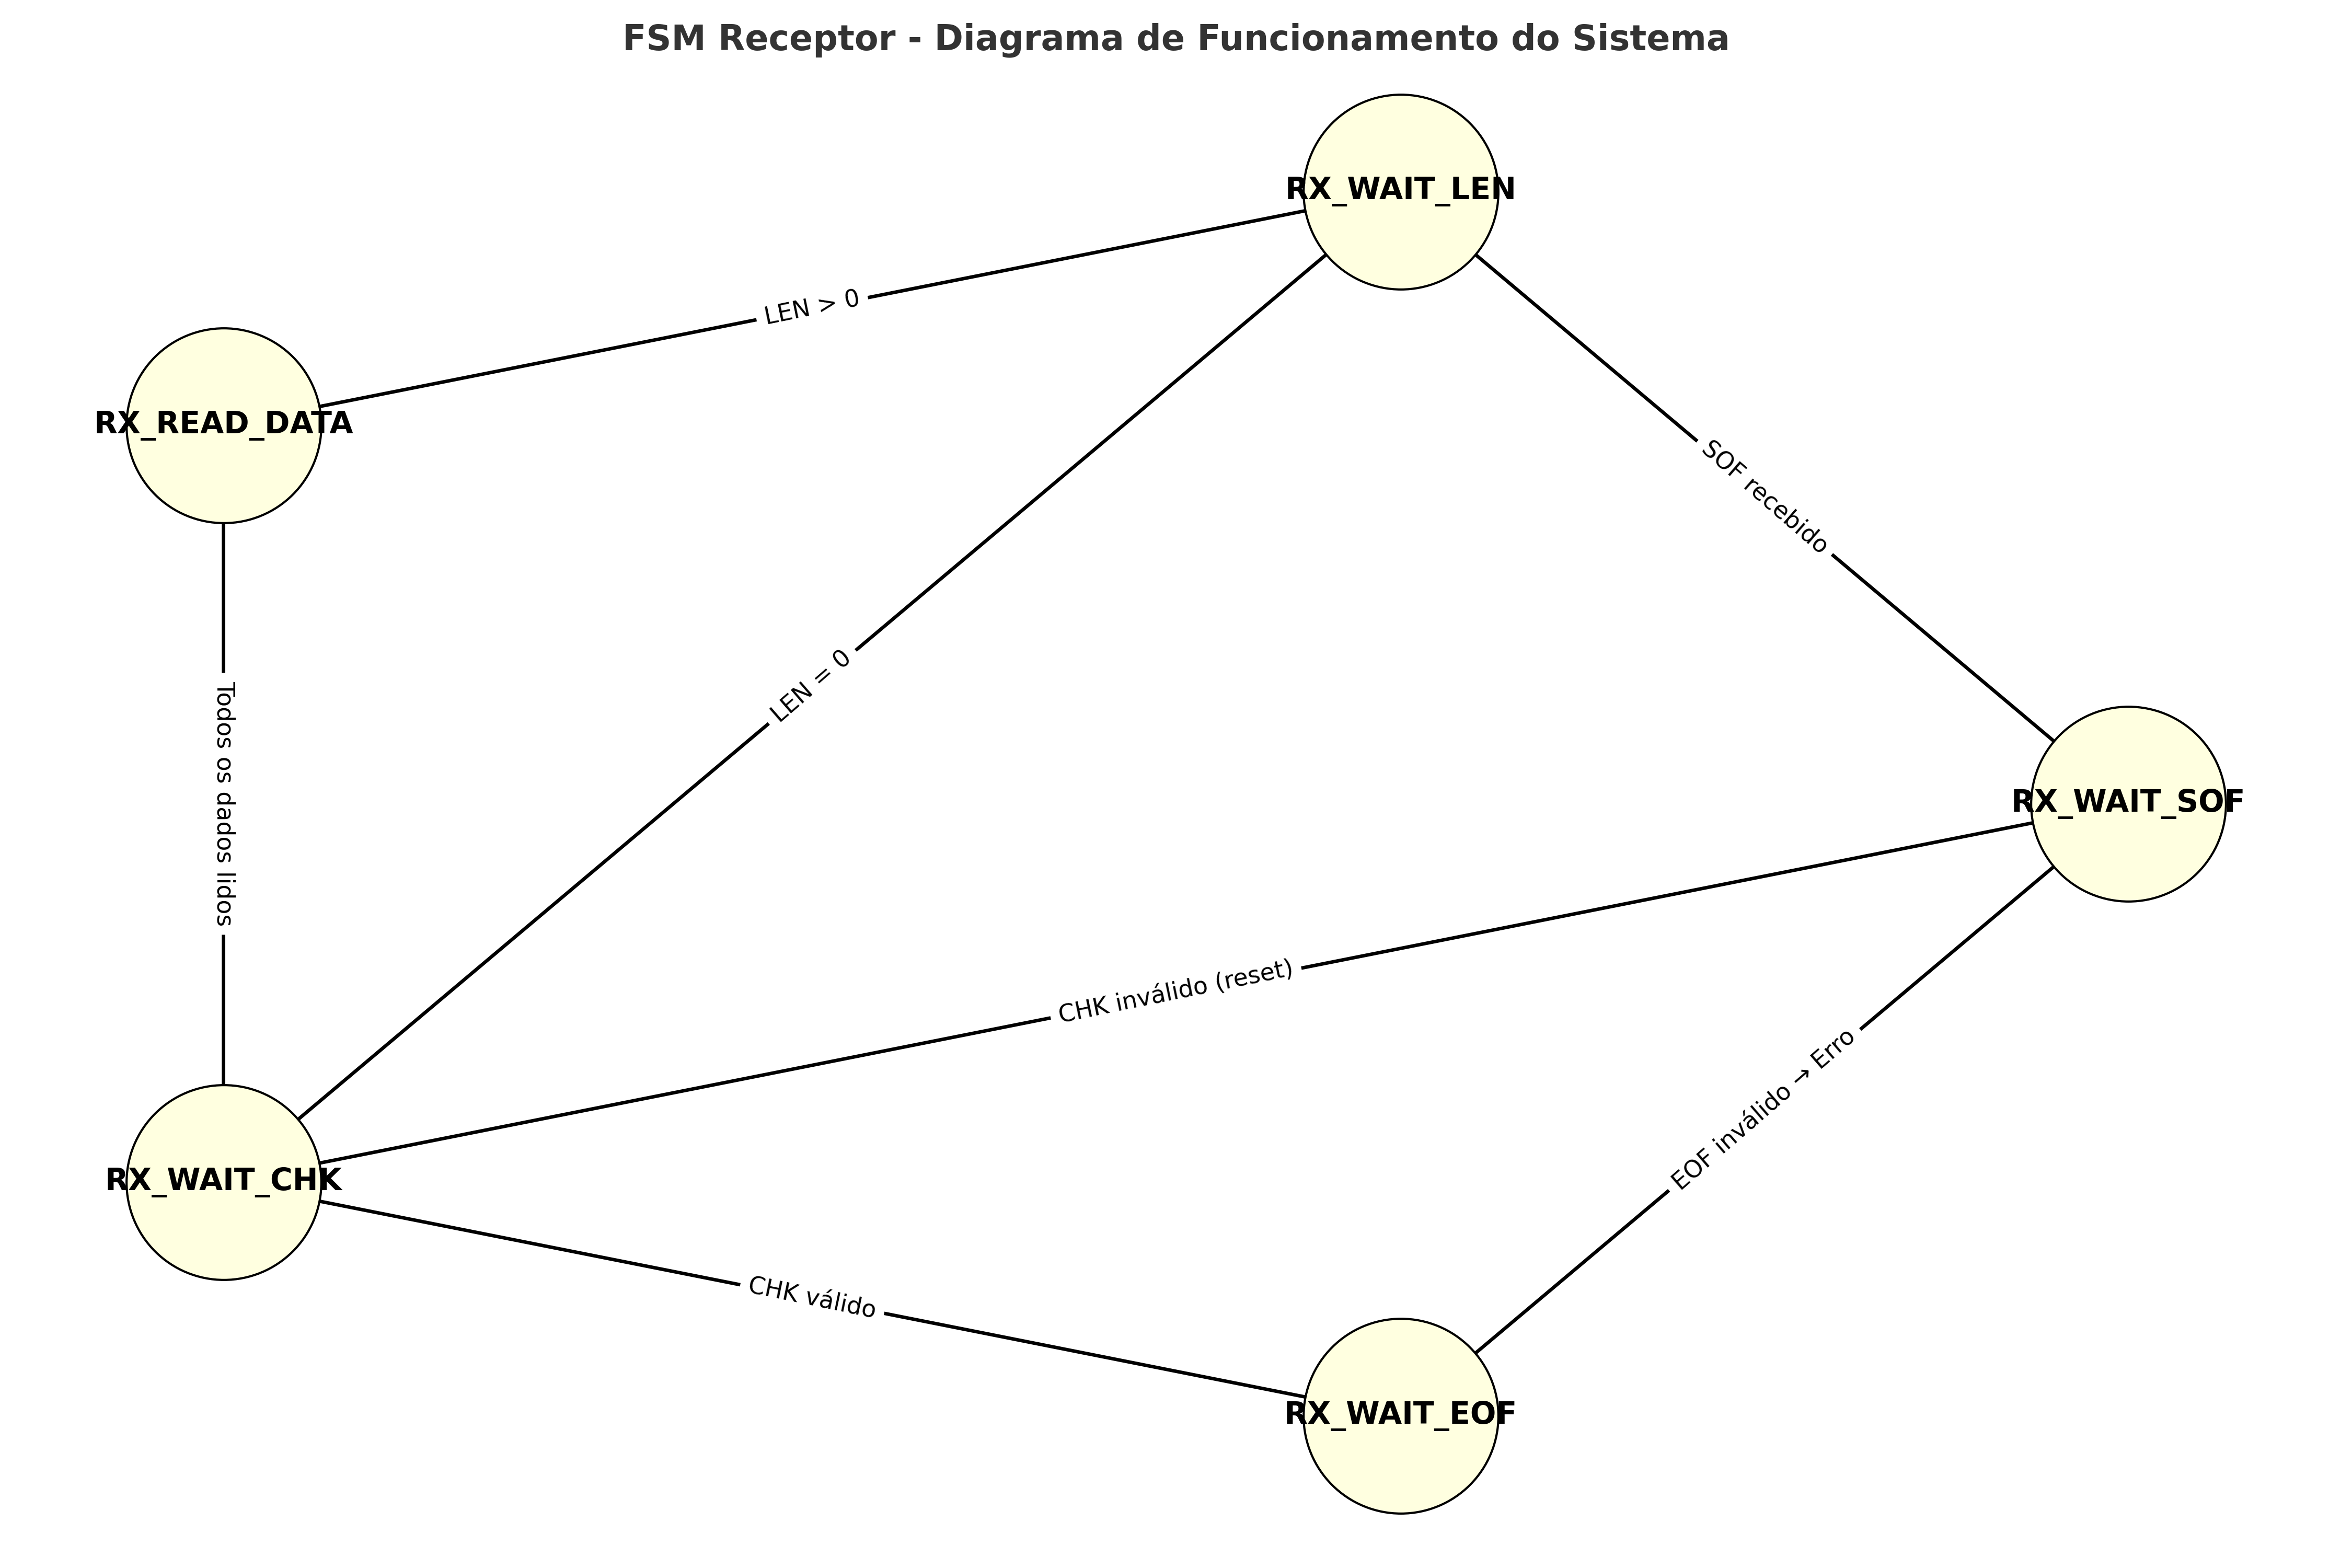 FSM Receptor - Diagrama de Funcionamento do Sistema
RX_WAIT_LEN
LEN > 0
RX_READ_DATA
SOF recebido
LEN = 0
Todos os dados lidos
RX_WAIT_SOF
CHK inválido (reset)
EOF inválido → Erro
RX_WAIT_CHK
CHK válido
RX_WAIT_EOF